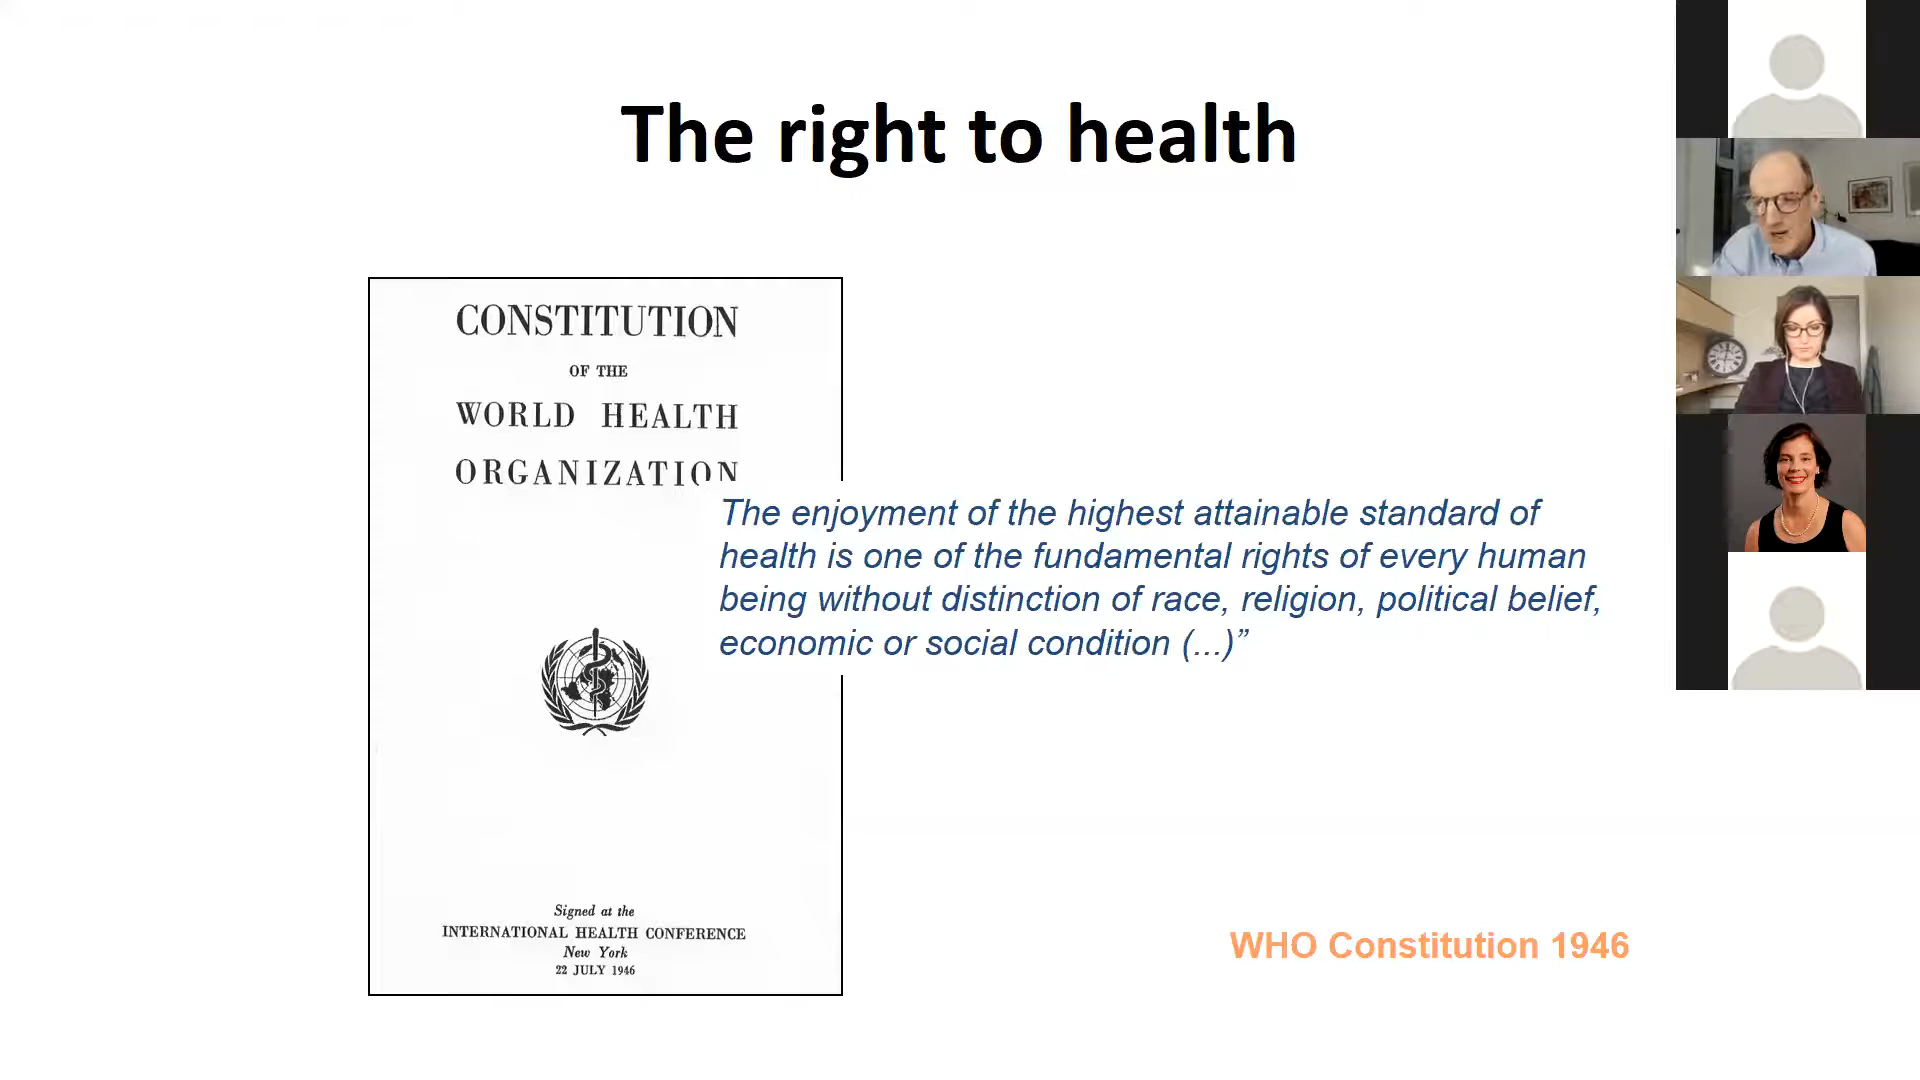 The right to health
CONSTITUTION
OF THE
WORLD HEALTH
ORGANIZATION
The enjoyment of the highest attainable standard of
health is one of the fundamental rights of every human
being without distinction of race, religion, political belief,
economic or social condition (...)”
Signed at the
INTERNATIONAL HEALTH CONFERENCE
New York
22 JULY 1946
WHO Constitution 1946